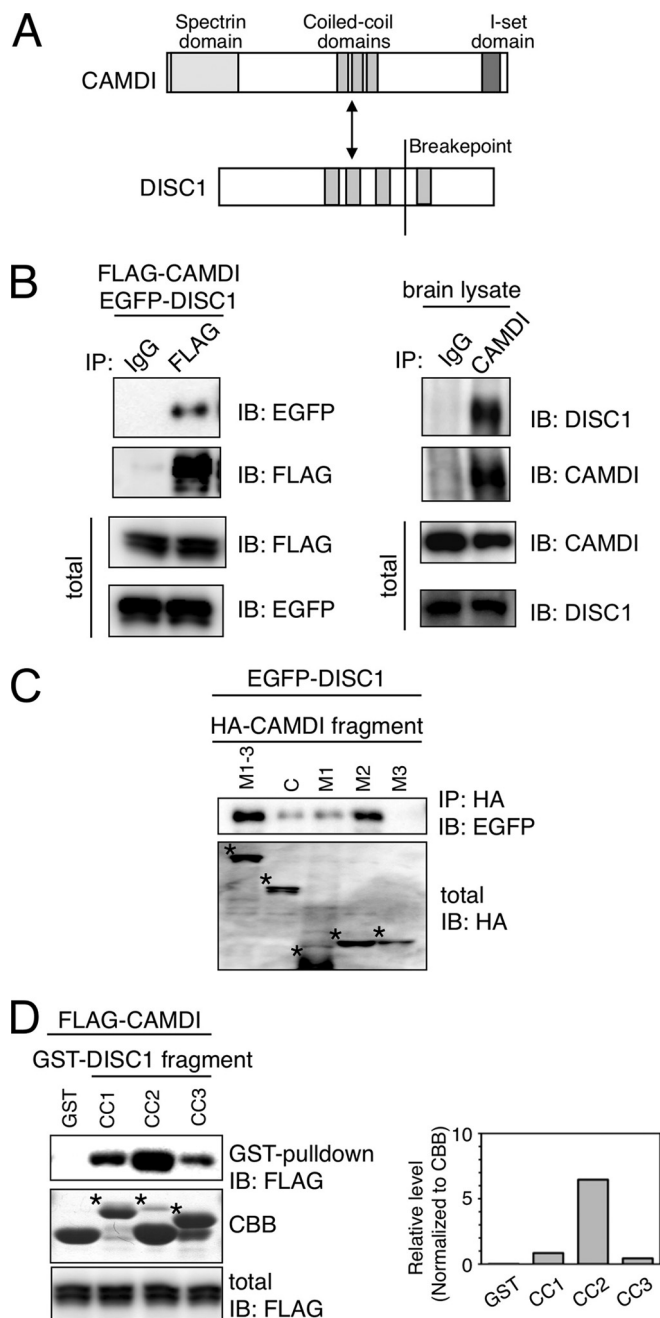 A
Spectrin
domain
Coiled-coil
domains
I-set
domain
CAMDI
Breakepoint
DISC1
B
FLAG-CAMDI
EGFP-DISC1
IP: IgG FLAG
IB: EGFP
IB: FLAG
total
IB: FLAG
IB: EGFP
brain lysate
IP: IgG CAMDI
IB: DISC1
IB: CAMDI
total
IB: CAMDI
IB: DISC1
C
EGFP-DISC1
HA-CAMDI fragment
M1-3 C M1 M2 M3
IP: HA
IB: EGFP
* * * * *
total
IB: HA
D
FLAG-CAMDI
GST-DISC1 fragment
GST CC1 CC2 CC3
GST-pulldown
IB: FLAG
* * *
CBB
total
IB: FLAG
Relative level
(Normalized to CBB)
10
5
0
GST CC1 CC2 CC3